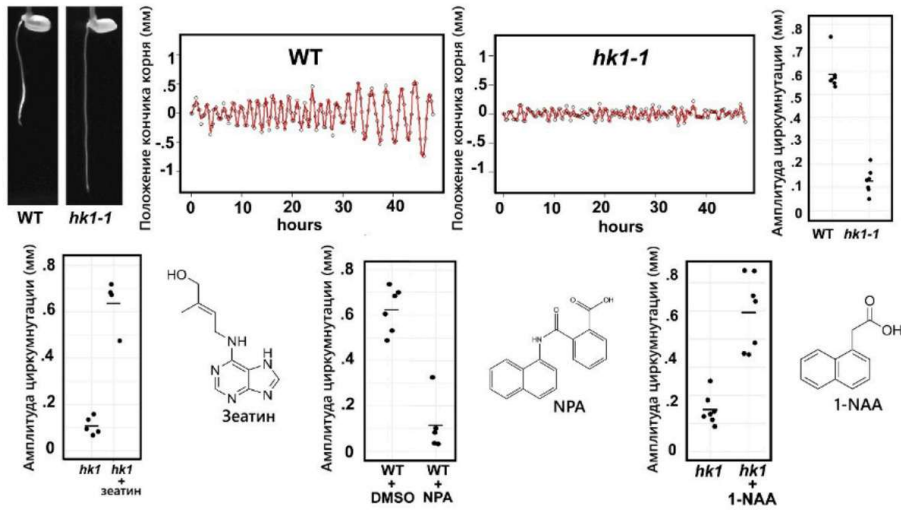 WT
hk1-1
Положение кончика корня (мм)
1
.5
0
-.5
-1
WT
0 10 20 30 40
hours
Положение кончика корня (мм)
1
.5
0
-.5
-1
hk1-1
0 10 20 30 40
hours
Амплитуда циркумнутации (мм)
.8
.6
.5
.4
.2
.1
0
WT hk1-1
Амплитуда циркумнутации (мм)
.8
.6
.4
.2
0
hk1 hk1
+
зеатин
HO
NH
N
N
H
N
N
Зеатин
Амплитуда циркумнутации (мм)
.8
.6
.4
.2
0
WT WT
+ +
DMSO NPA
O
O
OH
HN
NPA
Амплитуда циркумнутации (мм)
.8
.6
.4
.2
0
hk1 hk1
+
1-NAA
O
OH
1-NAA